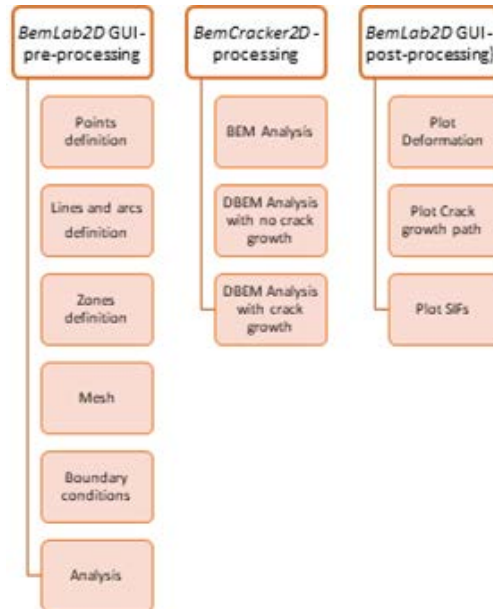 BemLab2D GUI-
pre-processing
Points
definition
Lines and arcs
definition
Zones
definition
Mesh
Boundary
conditions
Analysis
BemCracker2D -
processing
BEM Analysis
DBEM Analysis
with no crack
growth
DBEM Analysis
with crack
growth
BemLab2D GUI-
post-processing)
Plot
Deformation
Plot Crack
growth path
Plot SIFs